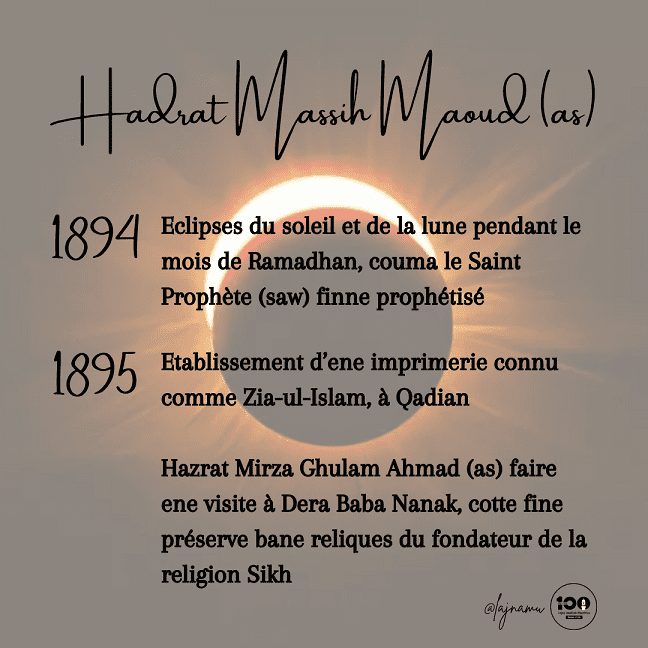 Hadrat Massih Maoud (as)
1894 Eclipses du soleil et de la lune pendant le
mois de Ramadhan, couma le Saint
Prophète (saw) finne prophétisé
1895 Etablissement d'ene imprimerie connu
comme Zia-ul-Islam, à Qadian
Hazrat Mirza Ghulam Ahmad (as) faire
ene visite à Dera Baba Nanak, cotte fine
préserve bane reliques du fondateur de la
religion Sikh
@lajnamu
100